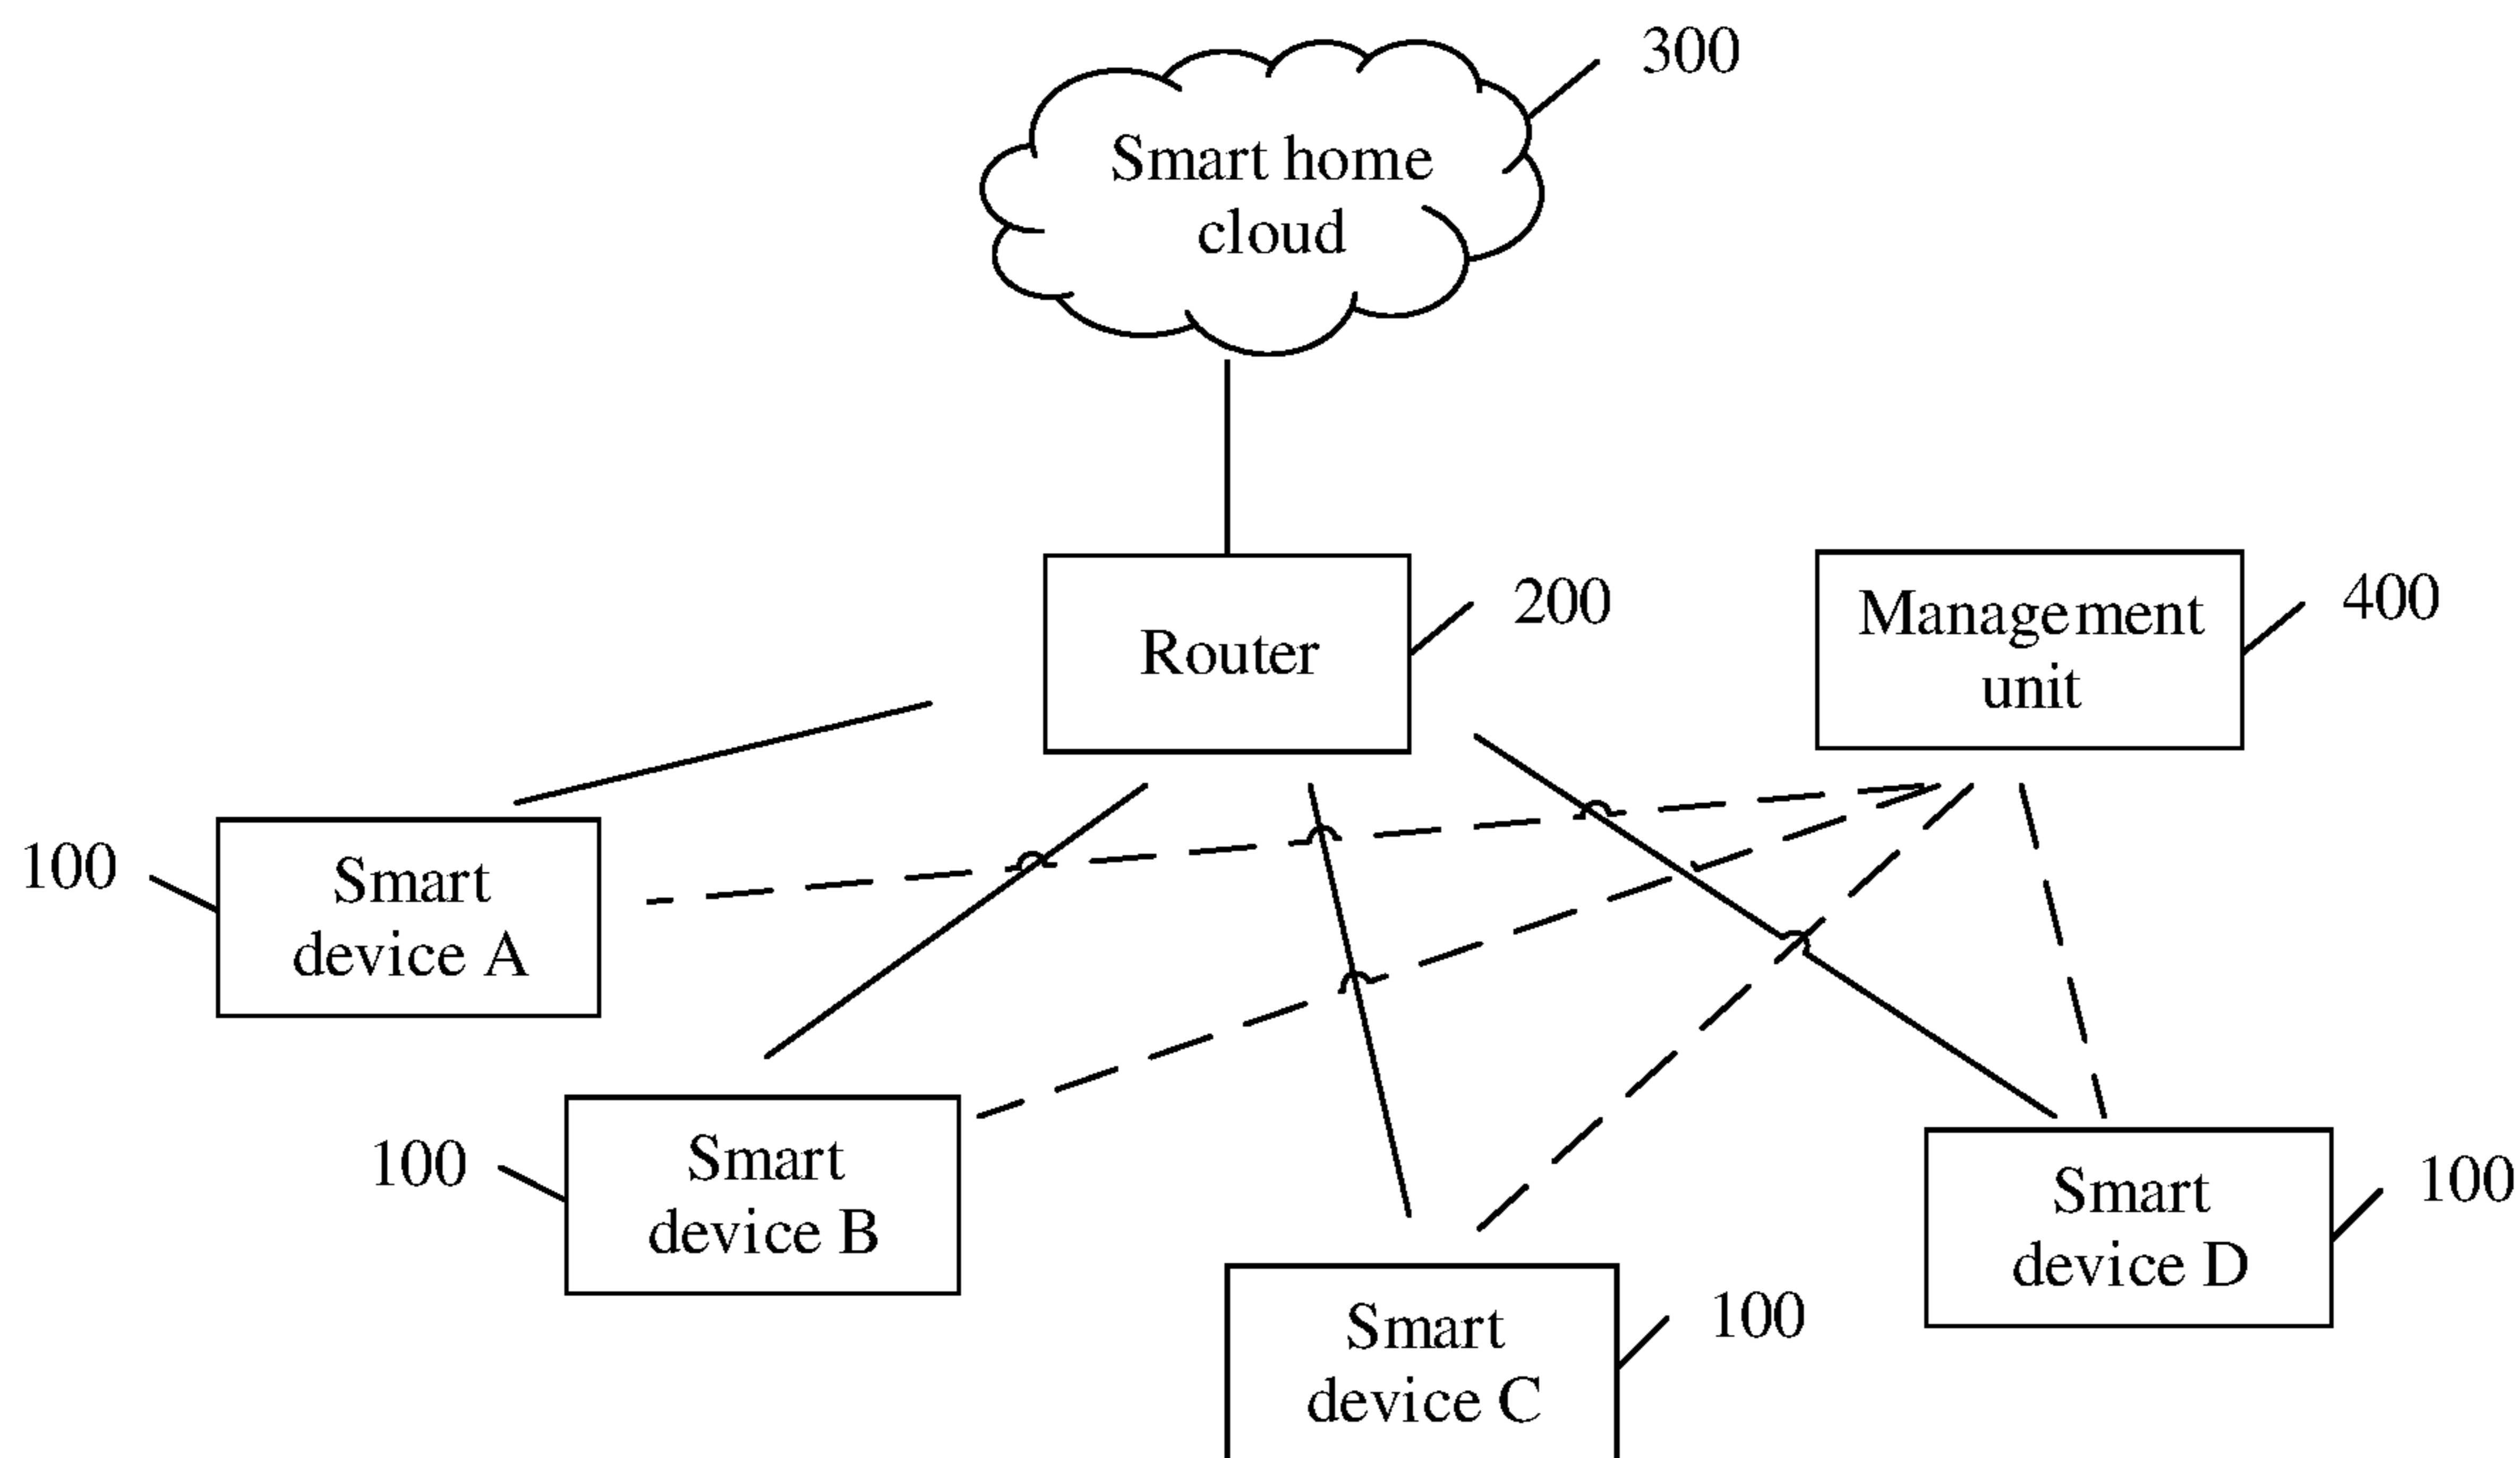 300
Smart home
cloud
200
Router
400
Management
unit
100
Smart
device A
100
Smart
device B
100
Smart
device C
100
Smart
device D